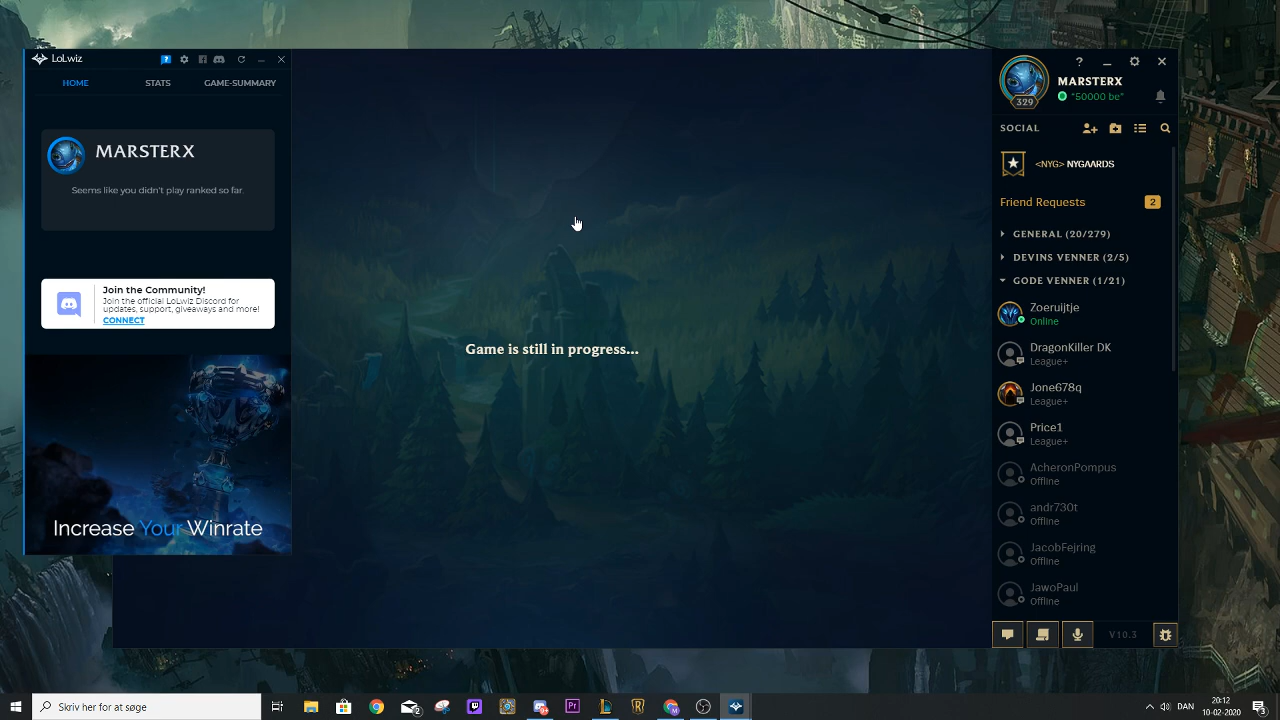 LoLwiz
HOME STATS GAME-SUMMARY
MARSTERX
Seems like you didn't play ranked so far.
Join the Community!
Join the official LoLwiz Discord for
updates, support, giveaways and more!
CONNECT
Increase Your Winrate
Game is still in progress...
329
MARSTERX
"50000 be"
SOCIAL
<NYG> NYGAARDS
Friend Requests 2
GENERAL (20/279)
DEVINS VENNER (2/5)
GODE VENNER (1/21)
Zoeruijtje
Online
DragonKiller DK
League+
Jone678q
League+
Price1
League+
AcheronPompus
Offline
andr730t
Offline
JacobFejring
Offline
JawoPaul
Offline
V10.3
Skriv her for at søge
DAN
20:12
10-02-2020